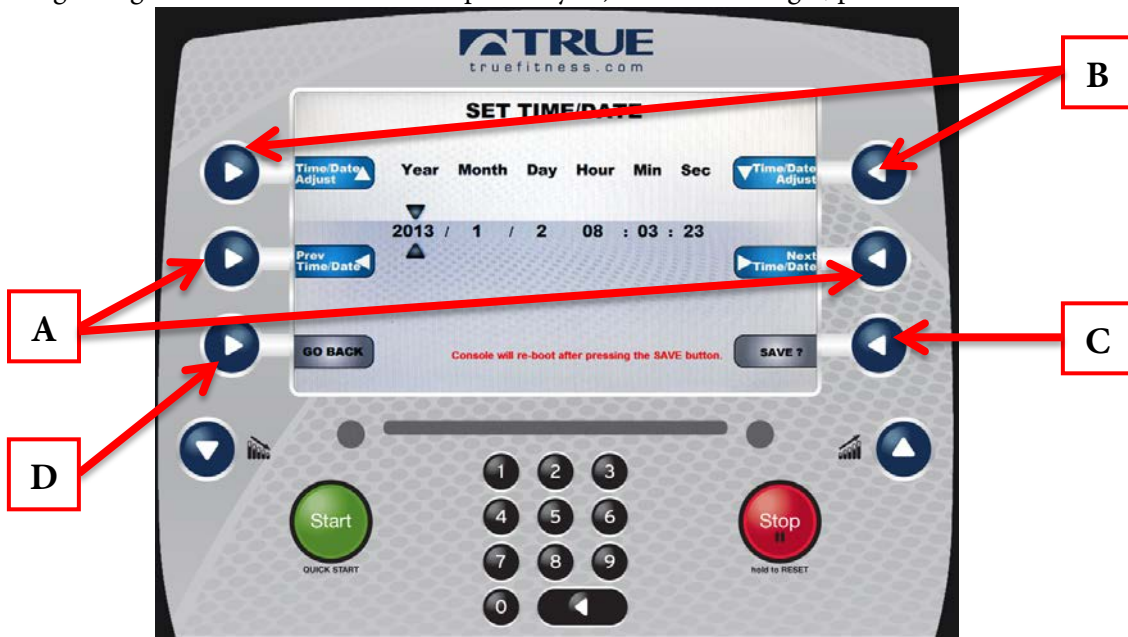 TRUE
truefitness.com
B
SET TIME/DATE
Time/Date Adjust
Year Month Day Hour Min Sec
Time/Date Adjust
2013 / 1 / 2 08 : 03 : 23
Prev Time/Date
Next Time/Date
A
C
GO BACK
Console will re-boot after pressing the SAVE button.
SAVE ?
D
1 2 3
Start
4 5 6
Stop
QUICK START
7 8 9
hold to RESET
0